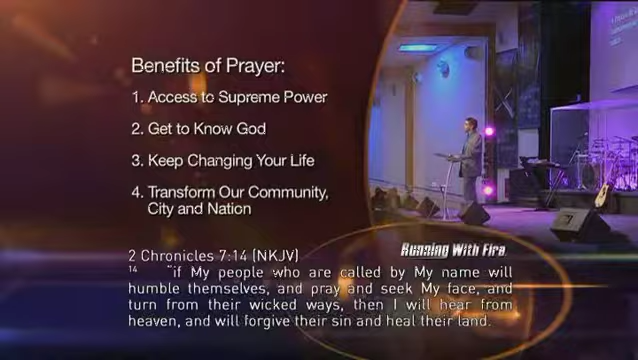 Benefits of Prayer:
1. Access to Supreme Power
2. Get to Know God
3. Keep Changing Your Life
4. Transform Our Community,
City and Nation
Running With Fire
2 Chronicles 7:14 (NKJV)
14 "if My people who are called by My name will
humble themselves, and pray and seek My face, and
turn from their wicked ways, then I will hear from
heaven, and will forgive their sin and heal their land.